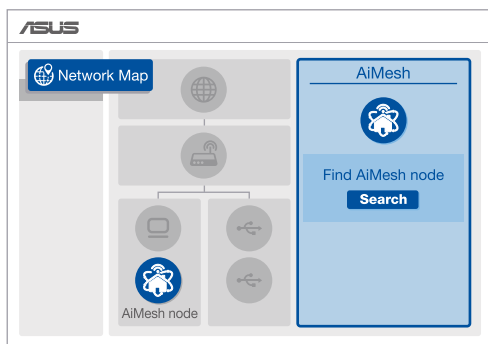 ASUS
Network Map
AiMesh
Find AiMesh node
Search
AiMesh node